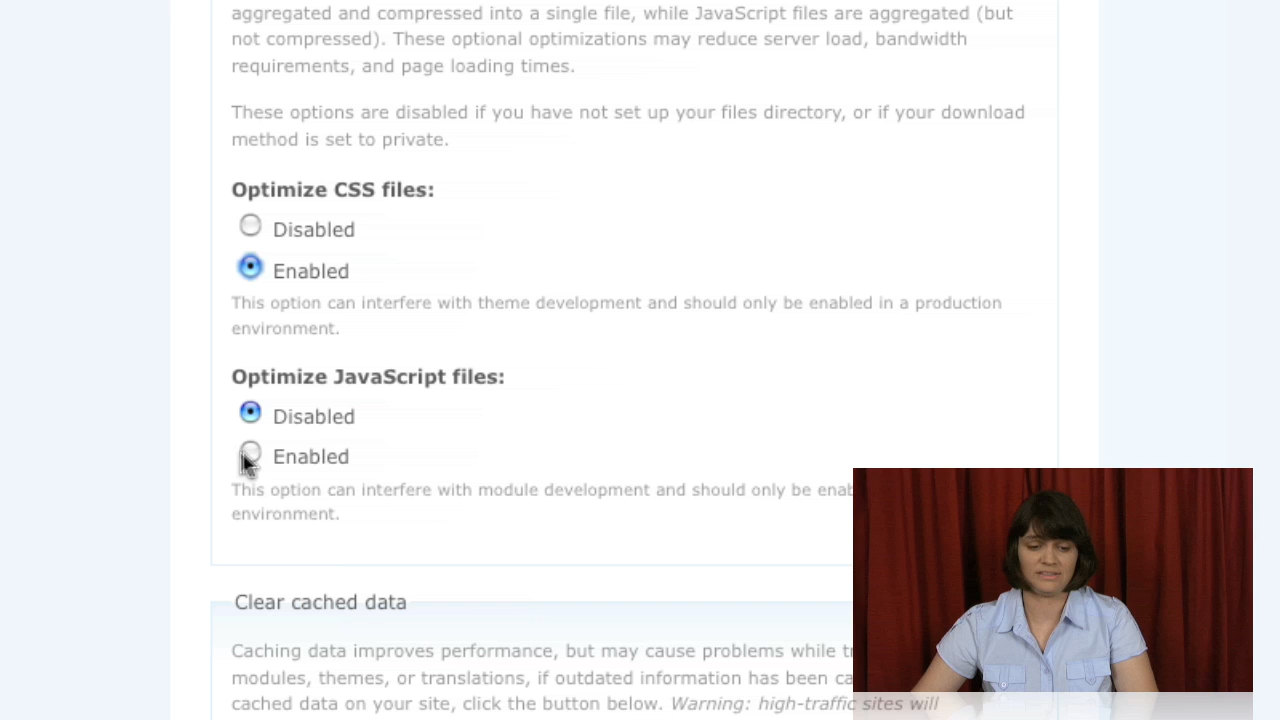 aggregated and compressed into a single file, while JavaScript files are aggregated (but
not compressed). These optional optimizations may reduce server load, bandwidth
requirements, and page loading times.
These options are disabled if you have not set up your files directory, or if your download
method is set to private.
Optimize CSS files:
Disabled
Enabled
This option can interfere with theme development and should only be enabled in a production
environment.
Optimize JavaScript files:
Disabled
Enabled
This option can interfere with module development and should only be
environment.
Clear cached data
Caching data improves performance, but may cause problems while
modules, themes, or translations, if outdated information has been
cached data on your site, click the button below. Warning: high-traffic sites will